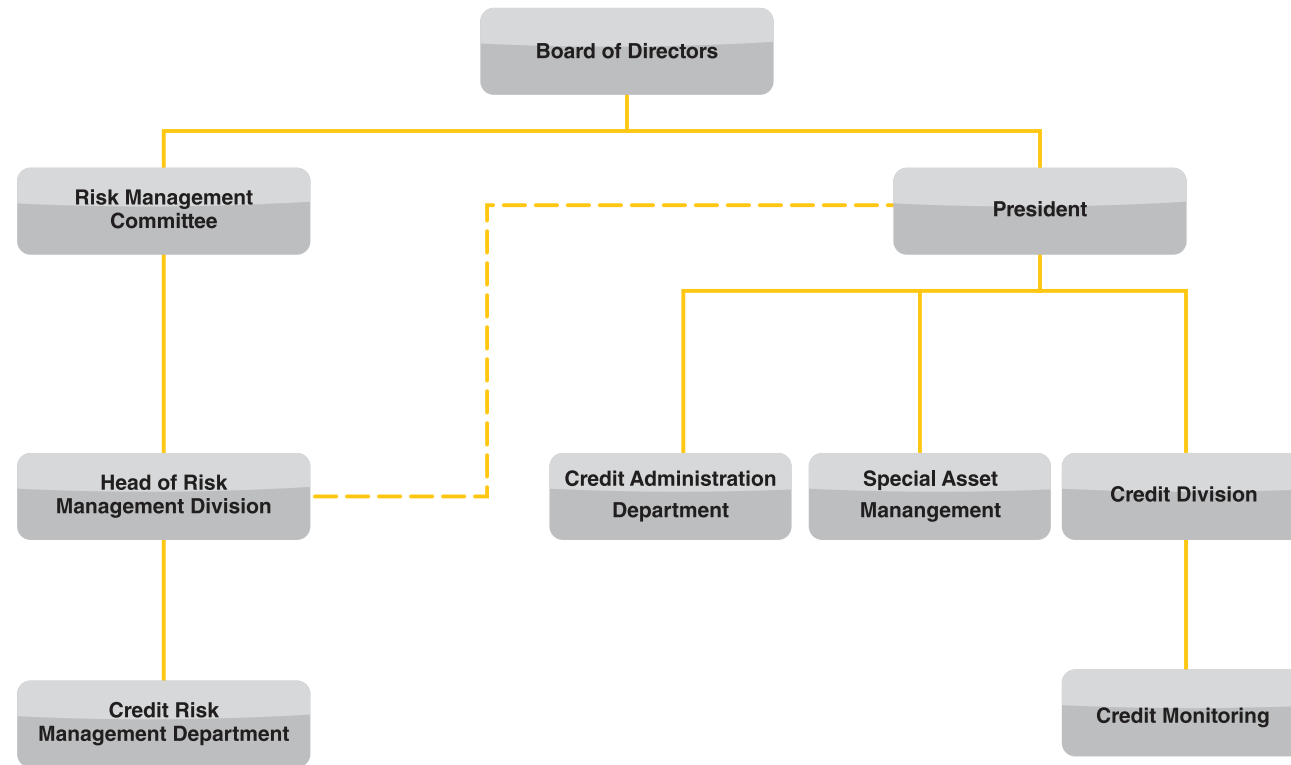 Board of Directors
Risk Management
Committee
President
Head of Risk
Management Division
Credit Administration
Department
Special Asset
Manangement
Credit Division
Credit Risk
Management Department
Credit Monitoring